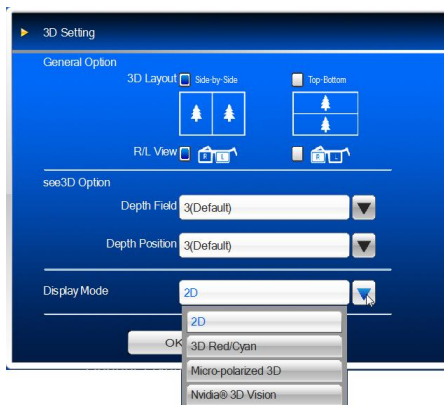 3D Setting
General Option
3D Layout Side-by-Side Top-Bottom
R/L View R L R L
see3D Option
Depth Field 3(Default)
Depth Position 3(Default)
Display Mode 2D
2D
OK
3D Red/Cyan
Micro-polarized 3D
Nvidia® 3D Vision